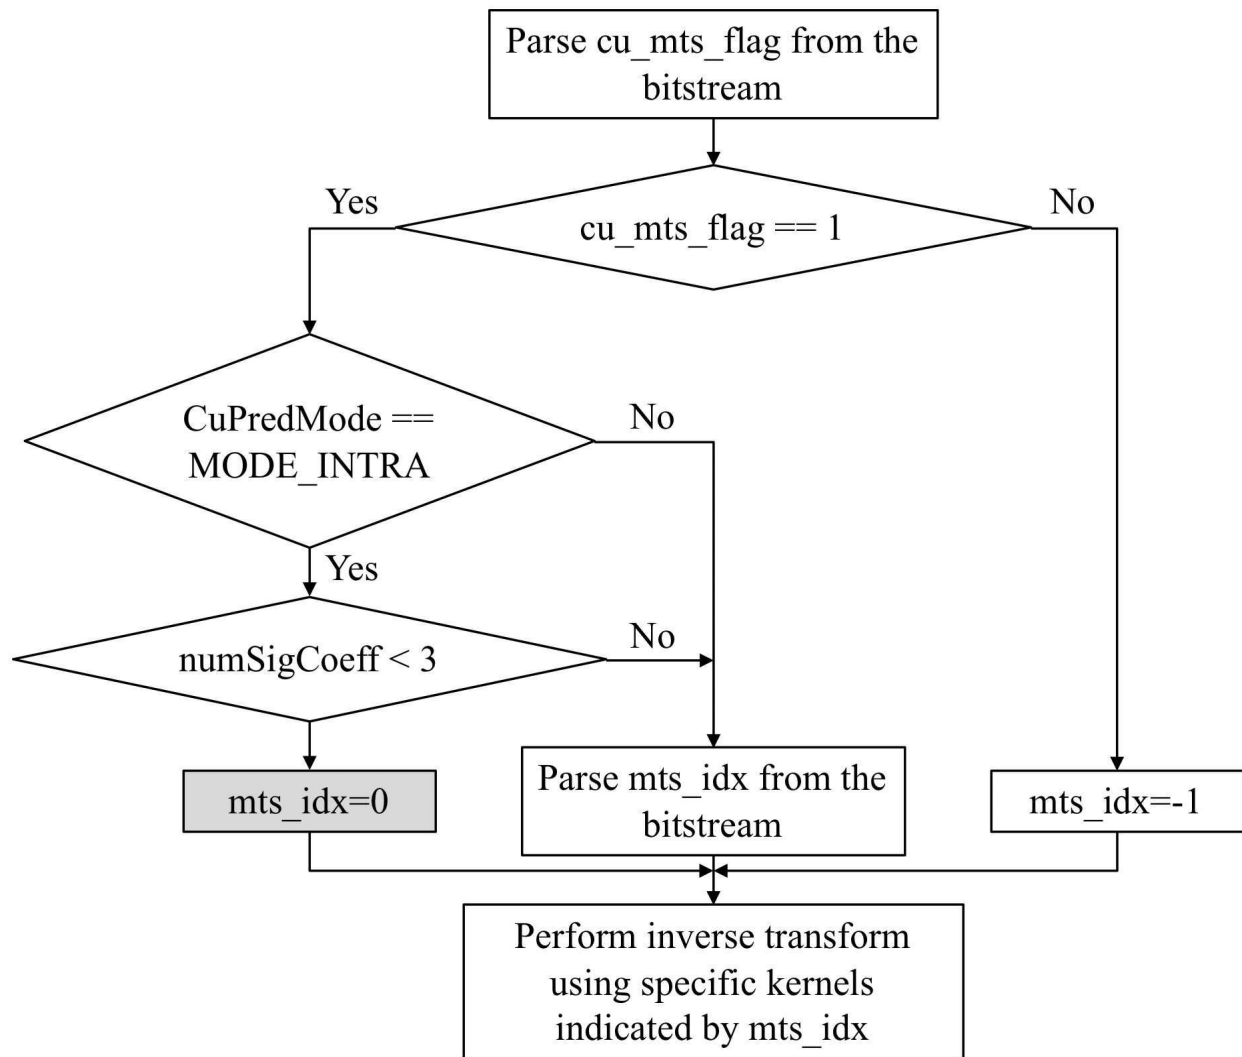 Parse cu_mts_flag from the
bitstream
Yes
No
cu_mts_flag == 1
CuPredMode ==
MODE_INTRA
No
Yes
numSigCoeff < 3
No
mts_idx=0
Parse mts_idx from the
bitstream
mts_idx=-1
Perform inverse transform
using specific kernels
indicated by mts_idx